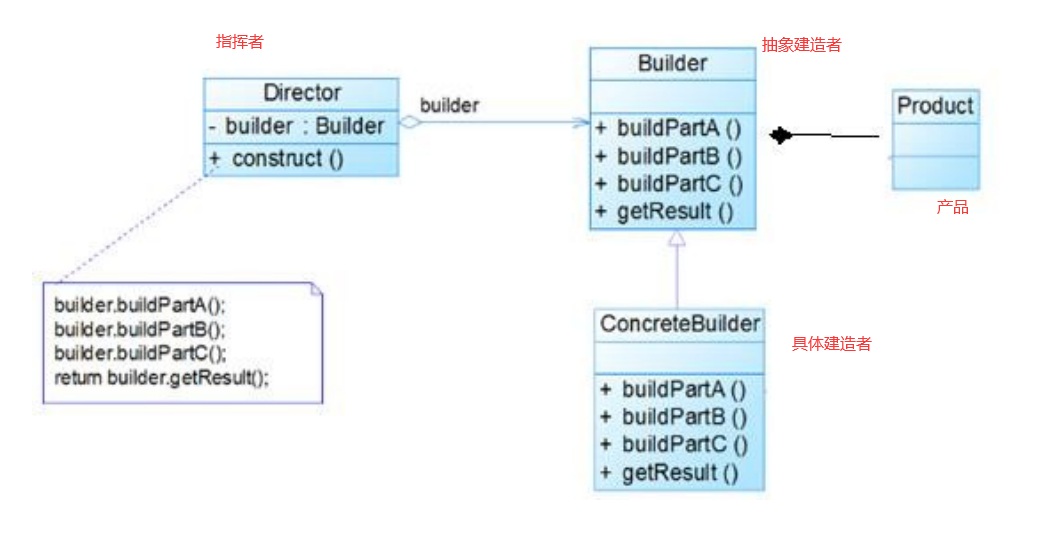 指挥者
Director
- builder : Builder
+ construct ()
builder
抽象建造者
Builder
+ buildPartA ()
+ buildPartB ()
+ buildPartC ()
+ getResult ()
Product
产品
builder.buildPartA();
builder.buildPartB();
builder.buildPartC();
return builder.getResult();
ConcreteBuilder
具体建造者
+ buildPartA ()
+ buildPartB ()
+ buildPartC ()
+ getResult ()